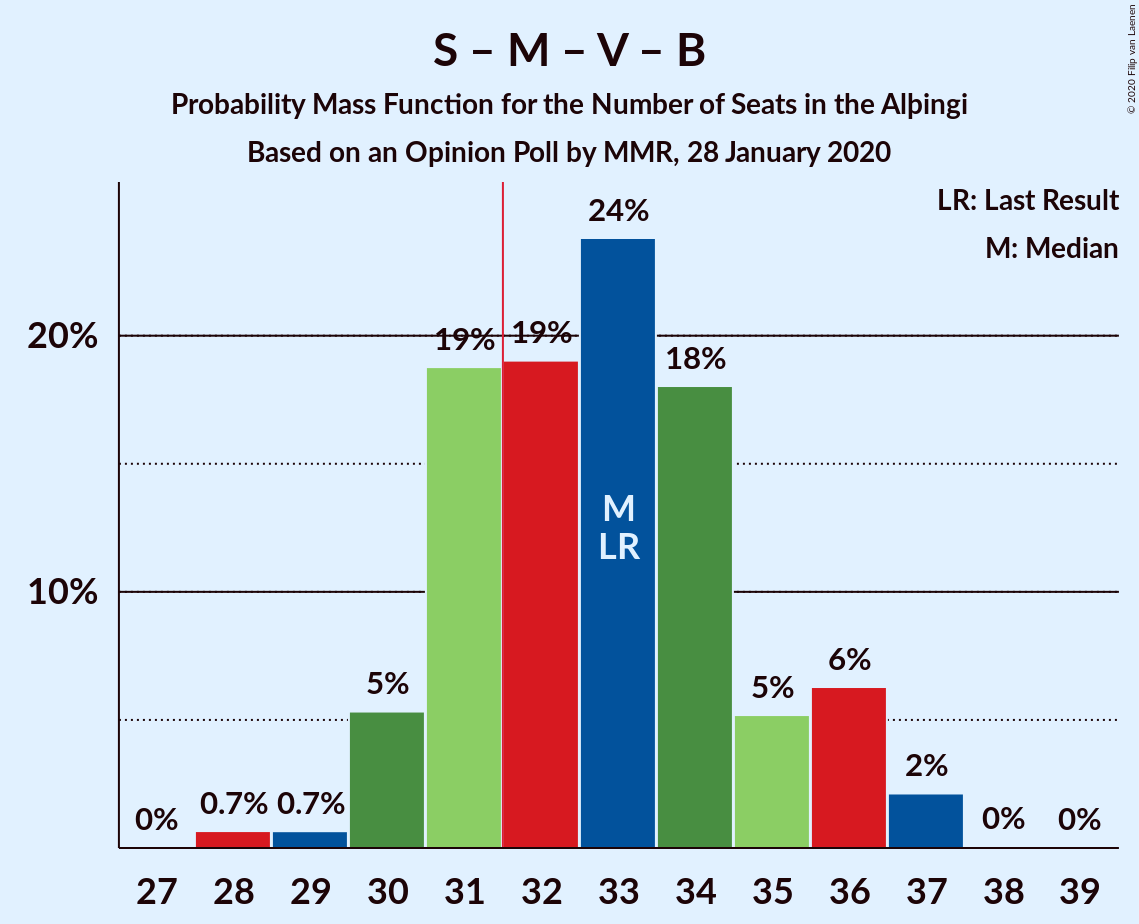 S – M – V – B
Probability Mass Function for the Number of Seats in the Alþingi
Based on an Opinion Poll by MMR, 28 January 2020
© 2020 Filip van Laenen
LR: Last Result
M: Median
20%
10%
0%
0.7%
0.7%
5%
19%
19%
24%
18%
5%
6%
2%
0%
0%
M
LR
27 28 29 30 31 32 33 34 35 36 37 38 39